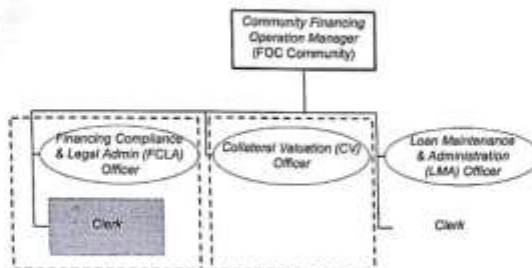 Community Financing
Operation Manager
(FOC Community)
Financing Compliance
& Legal Admin (FCLA)
Officer
Collateral Valuation (CV)
Officer
Loan Maintenance
& Administration
(LMA) Officer
Clerk
Clerk